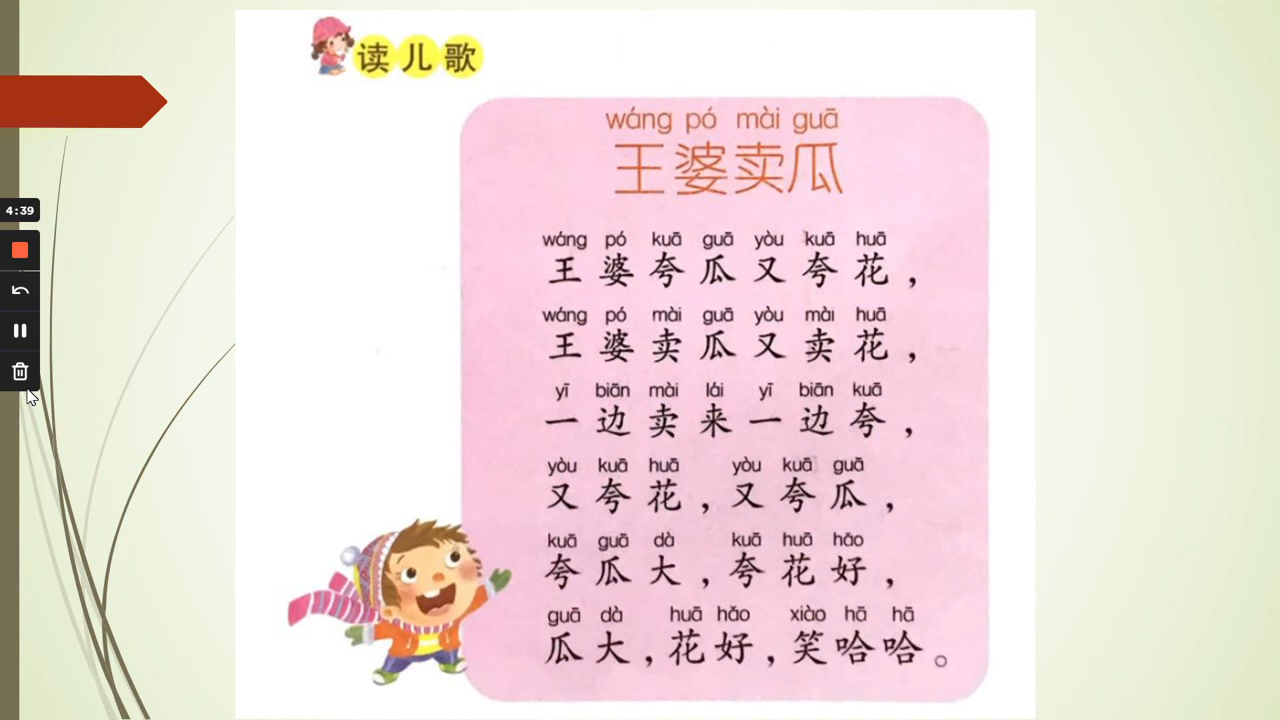 读儿歌
wáng pó mài guā
王婆卖瓜
wáng pó kuā guā yòu kuā huā
王婆夸瓜又夸花，
wáng pó mài guā yòu mài huā
王婆卖瓜又卖花，
yī biān mài lái yī biān kuā
一边卖来一边夸，
yòu kuā huā yòu kuā guā
又夸花，又夸瓜，
kuā guā dà kuā huā hǎo
夸瓜大，夸花好，
guā dà huā hǎo xiào hā hā
瓜大，花好，笑哈哈。
4:39